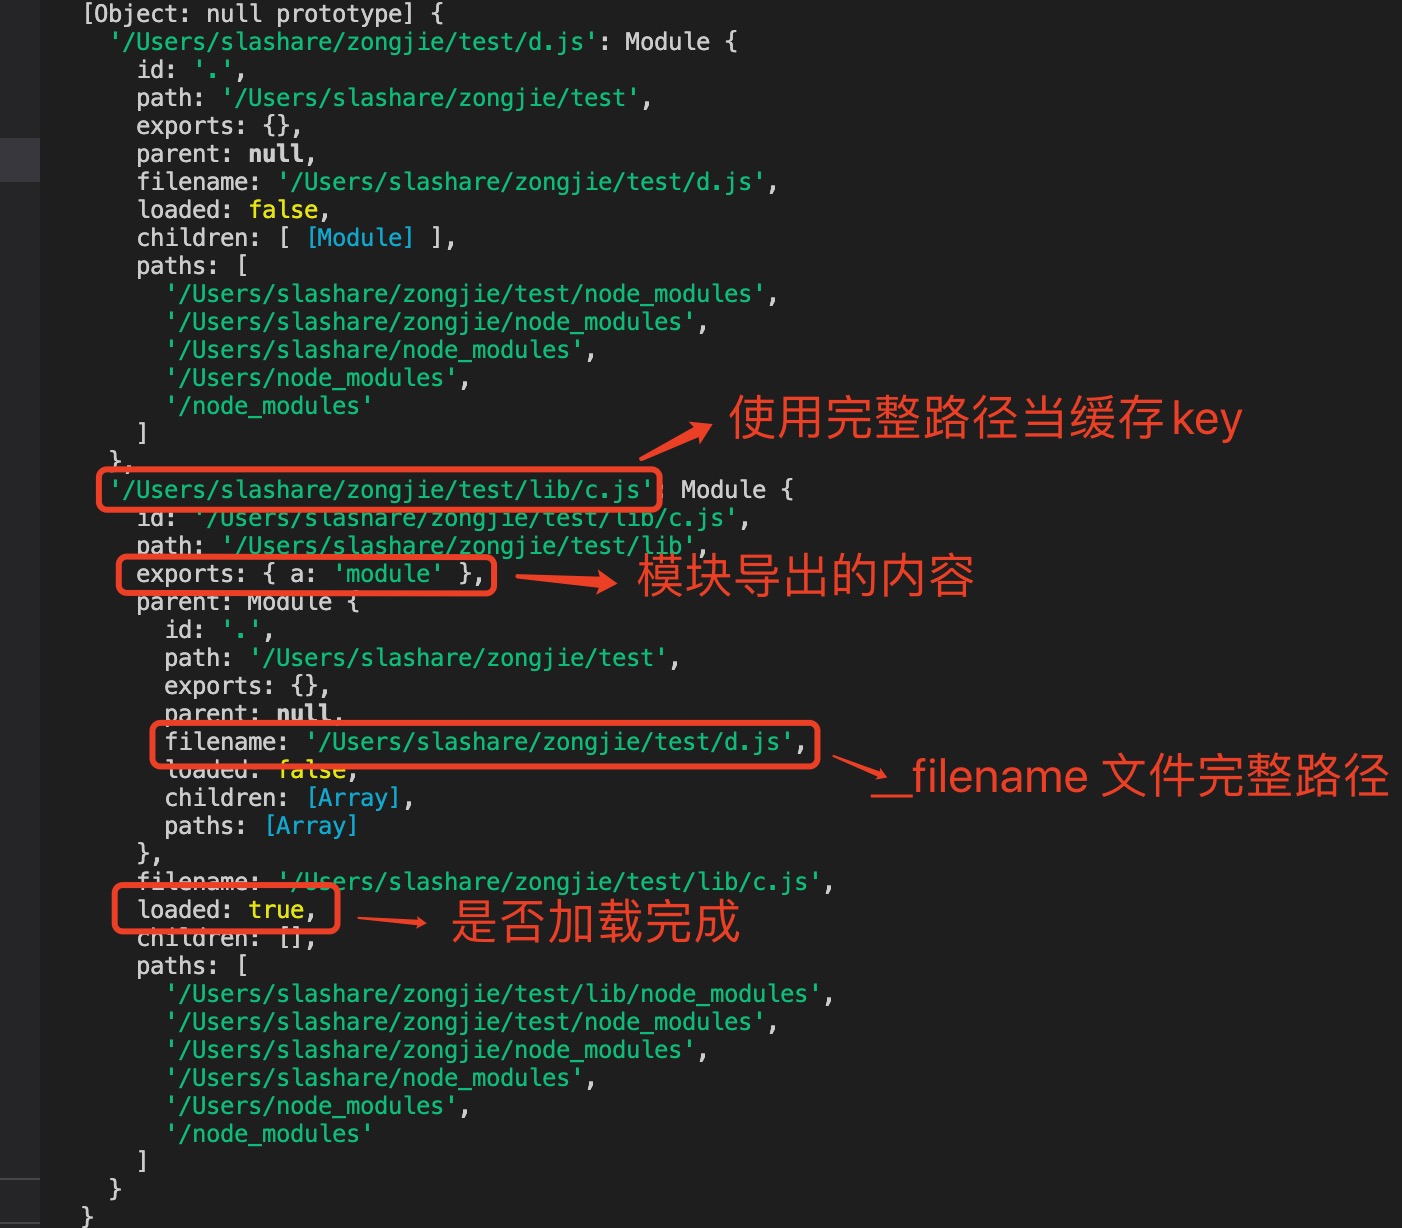 [Object: null prototype] {
'/Users/slashare/zongjie/test/d.js': Module {
id: '.',
path: '/Users/slashare/zongjie/test',
exports: {},
parent: null,
filename: '/Users/slashare/zongjie/test/d.js',
loaded: false,
children: [ [Module] ],
paths: [
'/Users/slashare/zongjie/test/node_modules',
'/Users/slashare/zongjie/node_modules',
'/Users/slashare/node_modules',
'/Users/node_modules',
'/node_modules'
]
使用完整路径当缓存key
},
'/Users/slashare/zongjie/test/lib/c.js': Module {
id: '/Users/slashare/zongjie/test/lib/c.js',
path: '/Users/slashare/zongjie/test/lib',
exports: { a: 'module' },
模块导出的内容
parent: Module {
id: '.',
path: '/Users/slashare/zongjie/test',
exports: {},
parent: null,
filename: '/Users/slashare/zongjie/test/d.js',
__filename 文件完整路径
loaded: false,
children: [Array],
paths: [Array]
},
filename: '/Users/slashare/zongjie/test/lib/c.js',
loaded: true,
是否加载完成
children: [],
paths: [
'/Users/slashare/zongjie/test/lib/node_modules',
'/Users/slashare/zongjie/test/node_modules',
'/Users/slashare/zongjie/node_modules',
'/Users/slashare/node_modules',
'/Users/node_modules',
'/node_modules'
]
}
}